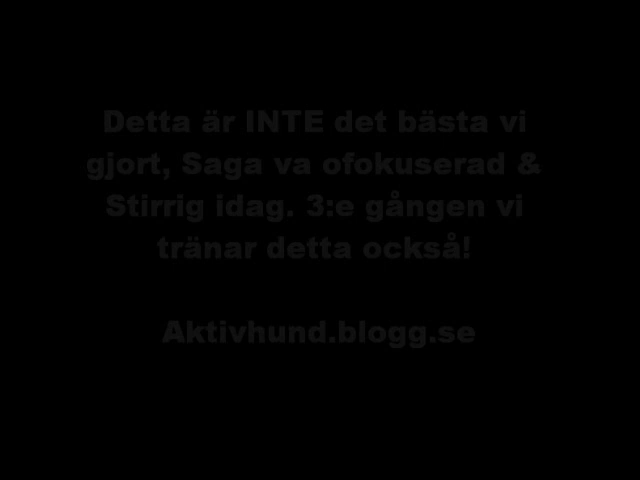 Detta är INTE det bästa vi
gjort, Saga va ofokuserad &
Stirrig idag. 3:e gången vi
tränar detta också!
Aktivhund.blogg.se